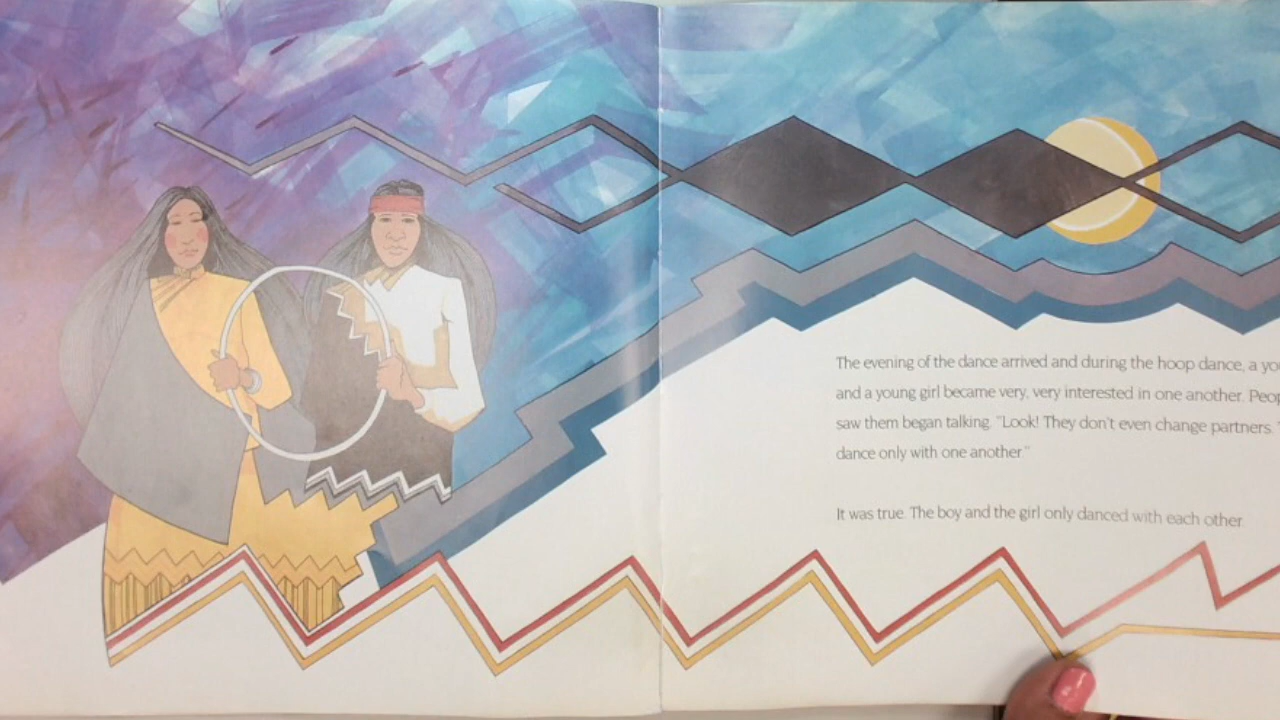 The evening of the dance arrived and during the hoop dance, a
and a young girl became very, very interested in one another.
saw them began talking. "Look! They don't even change partners.
dance only with one another."
It was true. The boy and the girl only danced with each other.